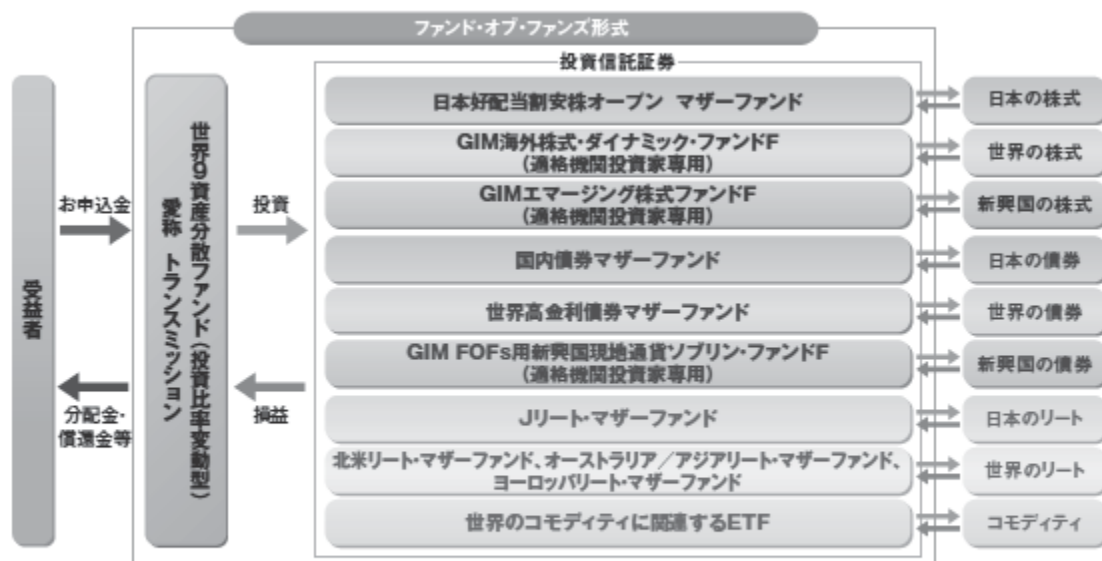 ファンド・オブ・ファンズ形式
投資信託証券
受益者
お申込金
分配金・
償還金等
世界9資産分散ファンド（投資比率変動型）
愛称 トランスミッション
投資
損益
日本好配当割安株オープン マザーファンド
日本の株式
GIM海外株式・ダイナミック・ファンドF
（適格機関投資家専用）
世界の株式
GIMエマージング株式ファンドF
（適格機関投資家専用）
新興国の株式
国内債券マザーファンド
日本の債券
世界高金利債券マザーファンド
世界の債券
GIM FOFs用新興国現地通貨ソブリン・ファンドF
（適格機関投資家専用）
新興国の債券
Jリート・マザーファンド
日本のリート
北米リート・マザーファンド、オーストラリア／アジアリート・マザーファンド、
ヨーロッパリート・マザーファンド
世界のリート
世界のコモディティに関連するETF
コモディティ